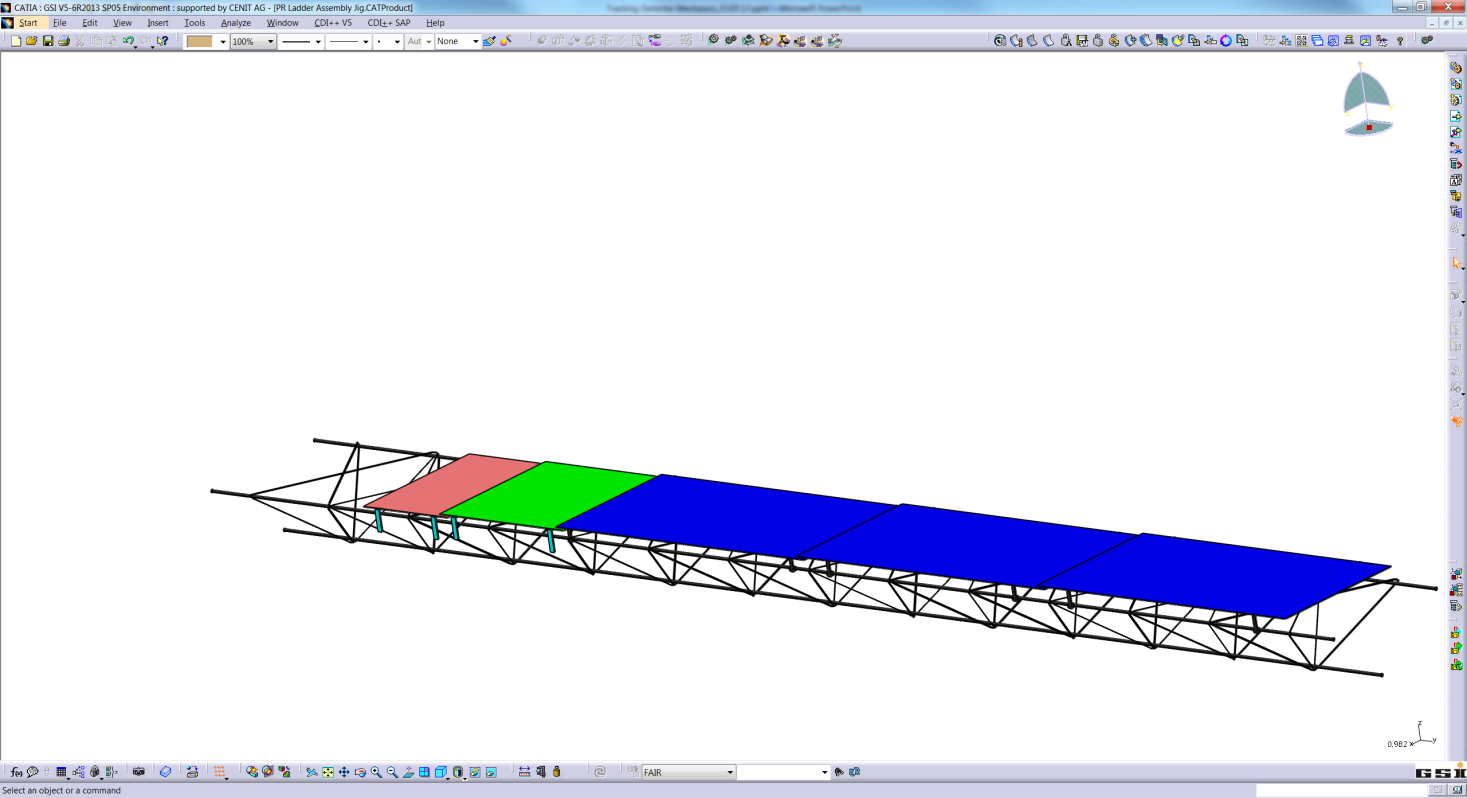 CATIA : GSI V5-6R2013 SP05 Environment : supported by CENIT AG - [PR Ladder Assembly Jig.CATProduct]
Start File Edit View Insert Tools Analyze Window CDI++ V5 CDI++ SAP Help
100% Aut None
z
0,982 x y
f(x) FAIR
GSI
Select an object or a command